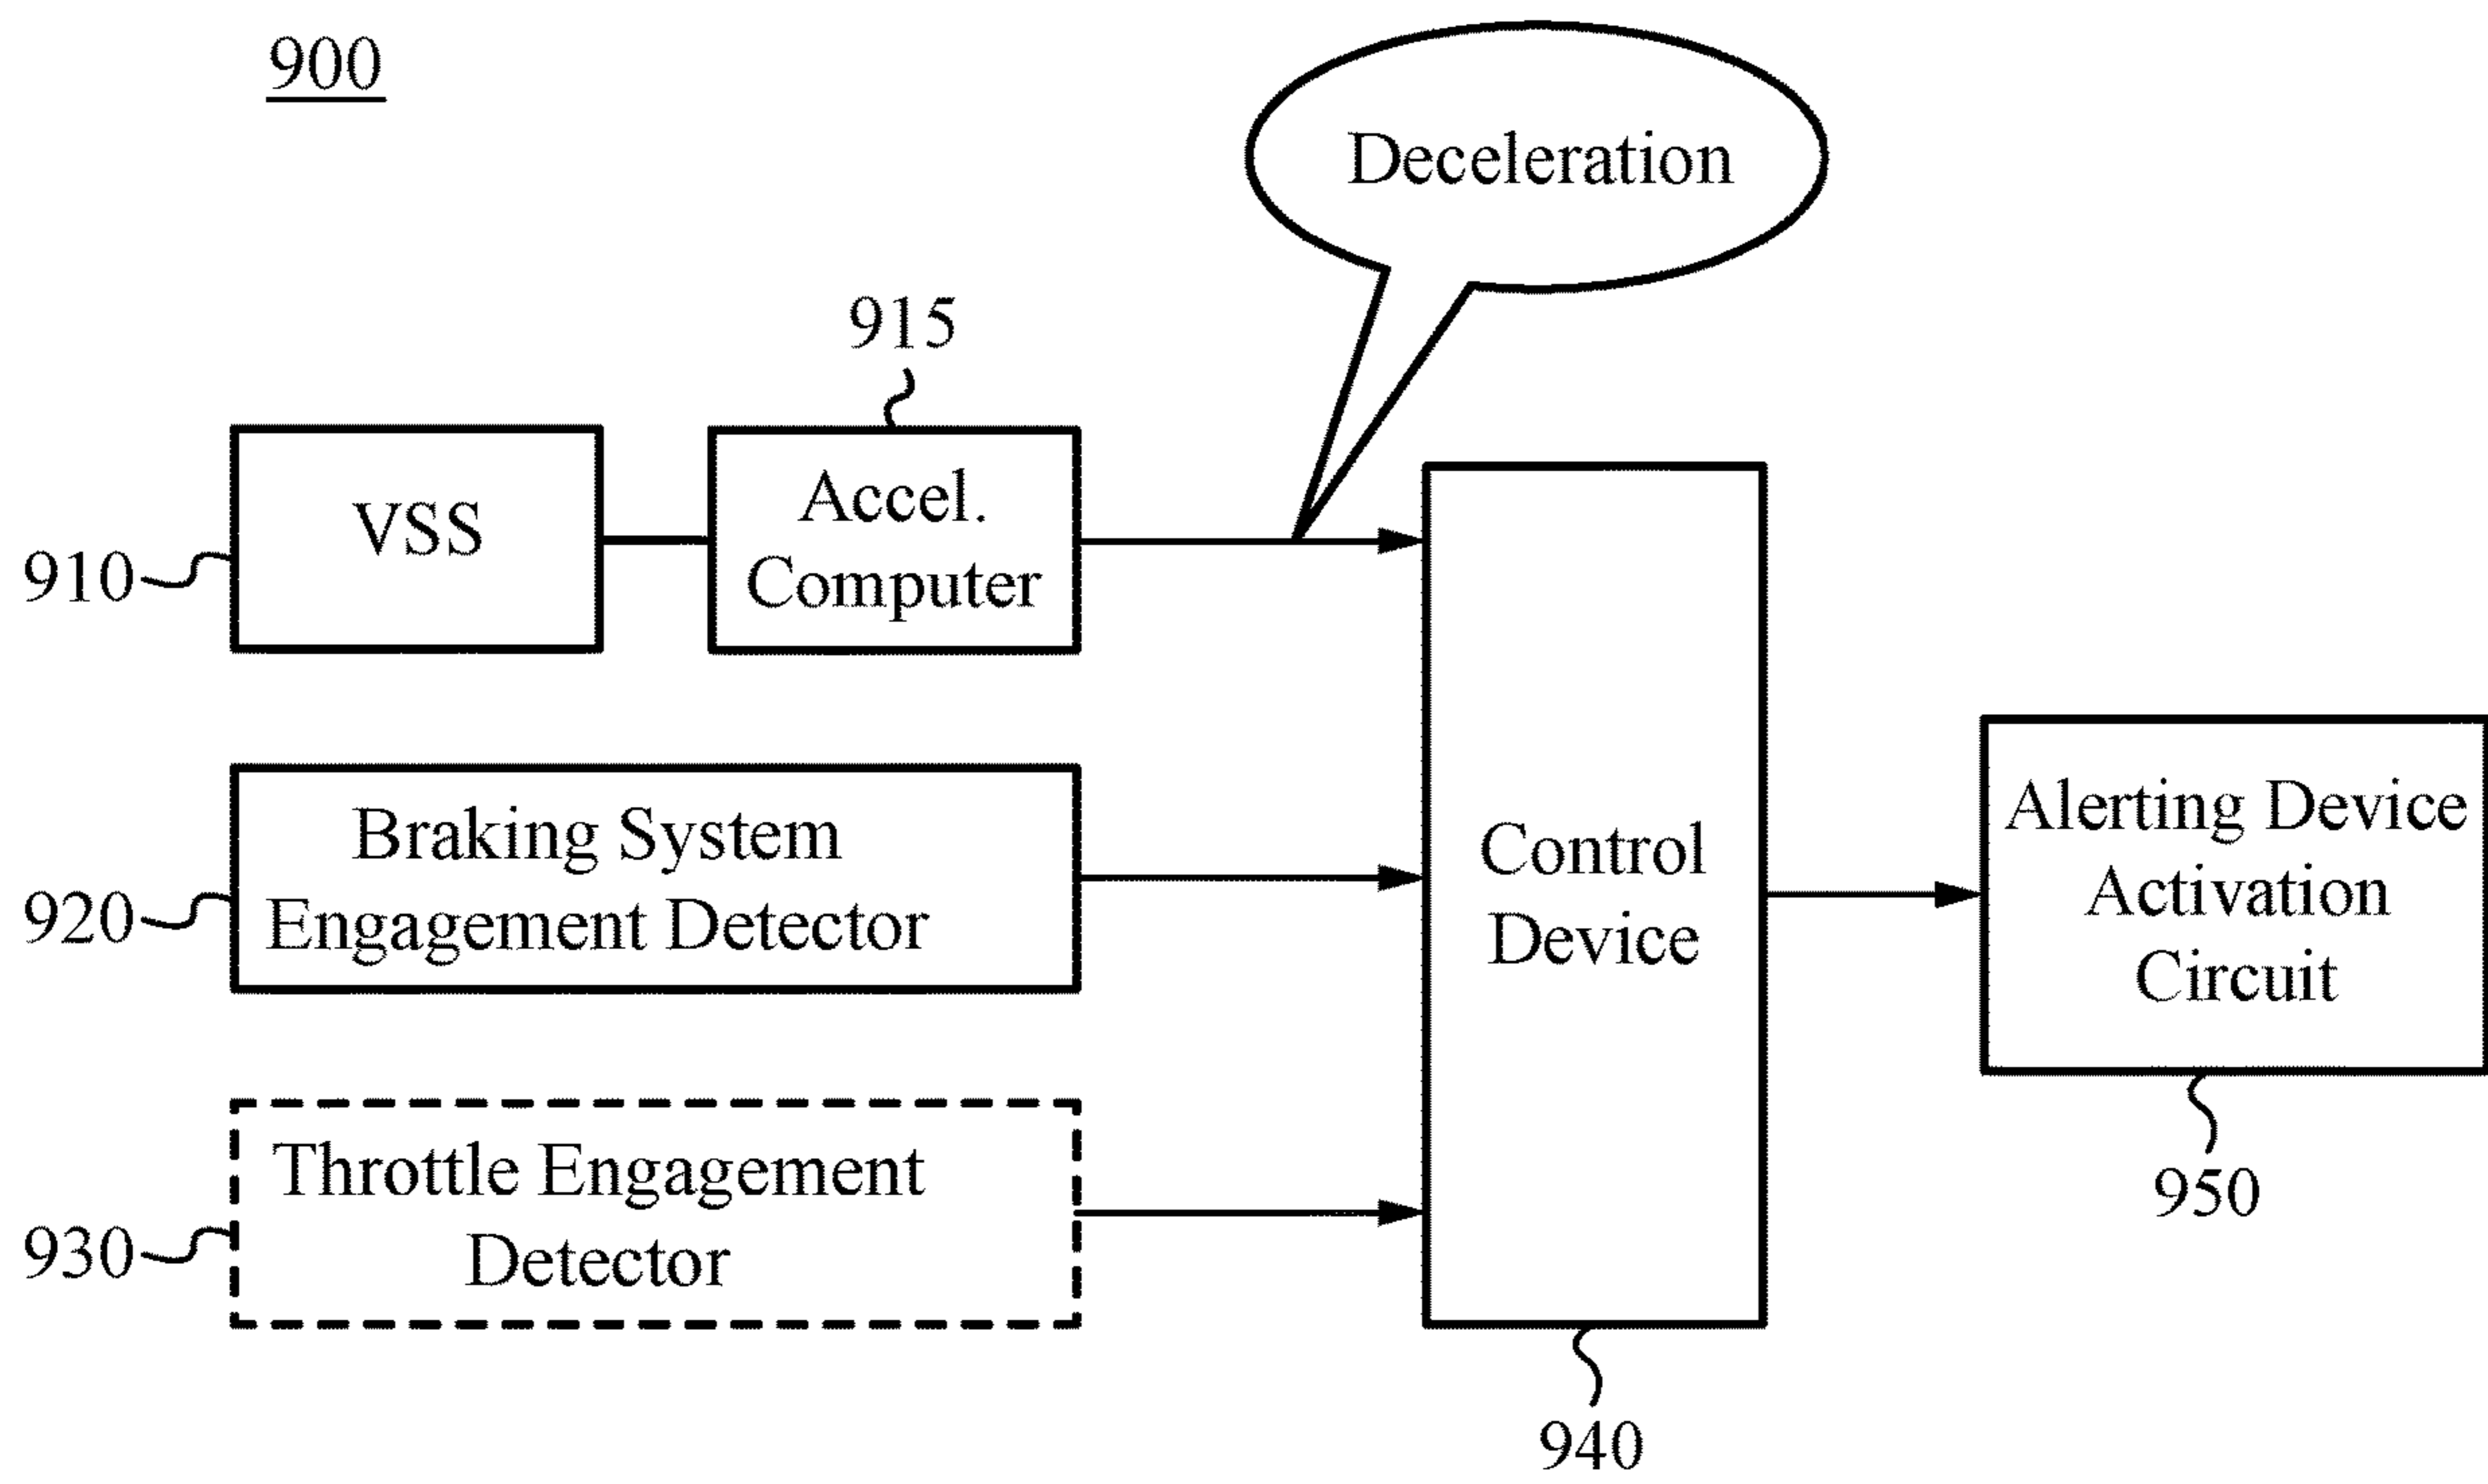 900
Deceleration
915
VSS
Accel.
Computer
910
Braking System
Engagement Detector
920
Throttle Engagement
Detector
930
Control
Device
940
Alerting Device
Activation
Circuit
950